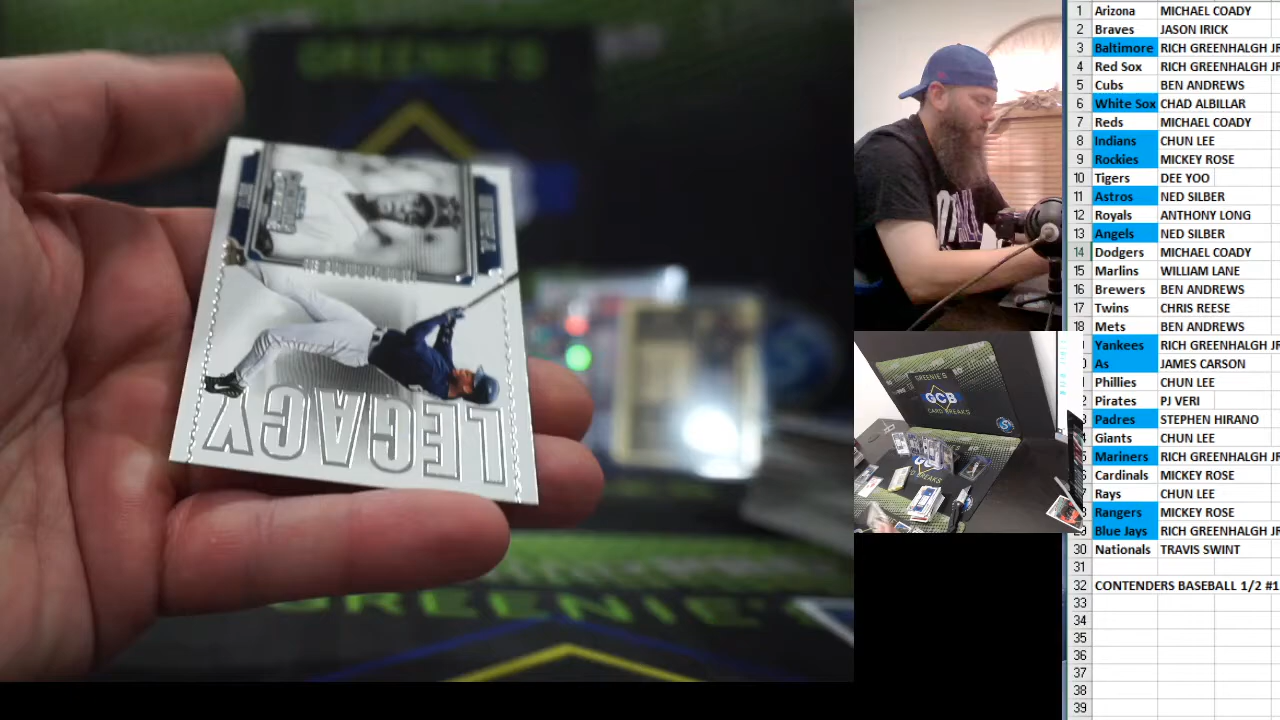 GREENIE'S
LEGACY
GREENIE'S
GREENIE'S
GCB
CARD BREAKS
1 Arizona MICHAEL COADY
2 Braves JASON IRICK
3 Baltimore RICH GREENHALGH JR
4 Red Sox RICH GREENHALGH JR
5 Cubs BEN ANDREWS
6 White Sox CHAD ALBILLAR
7 Reds MICHAEL COADY
8 Indians CHUN LEE
9 Rockies MICKEY ROSE
10 Tigers DEE YOO
11 Astros NED SILBER
12 Royals ANTHONY LONG
13 Angels NED SILBER
14 Dodgers MICHAEL COADY
15 Marlins WILLIAM LANE
16 Brewers BEN ANDREWS
17 Twins CHRIS REESE
18 Mets BEN ANDREWS
Yankees RICH GREENHALGH JR
As JAMES CARSON
Phillies CHUN LEE
Pirates PJ VERI
Padres STEPHEN HIRANO
Giants CHUN LEE
Mariners RICH GREENHALGH JR
Cardinals MICKEY ROSE
Rays CHUN LEE
Rangers MICKEY ROSE
Blue Jays RICH GREENHALGH JR
30 Nationals TRAVIS SWINT
31
32 CONTENDERS BASEBALL 1/2 #1
33
34
35
36
37
38
39